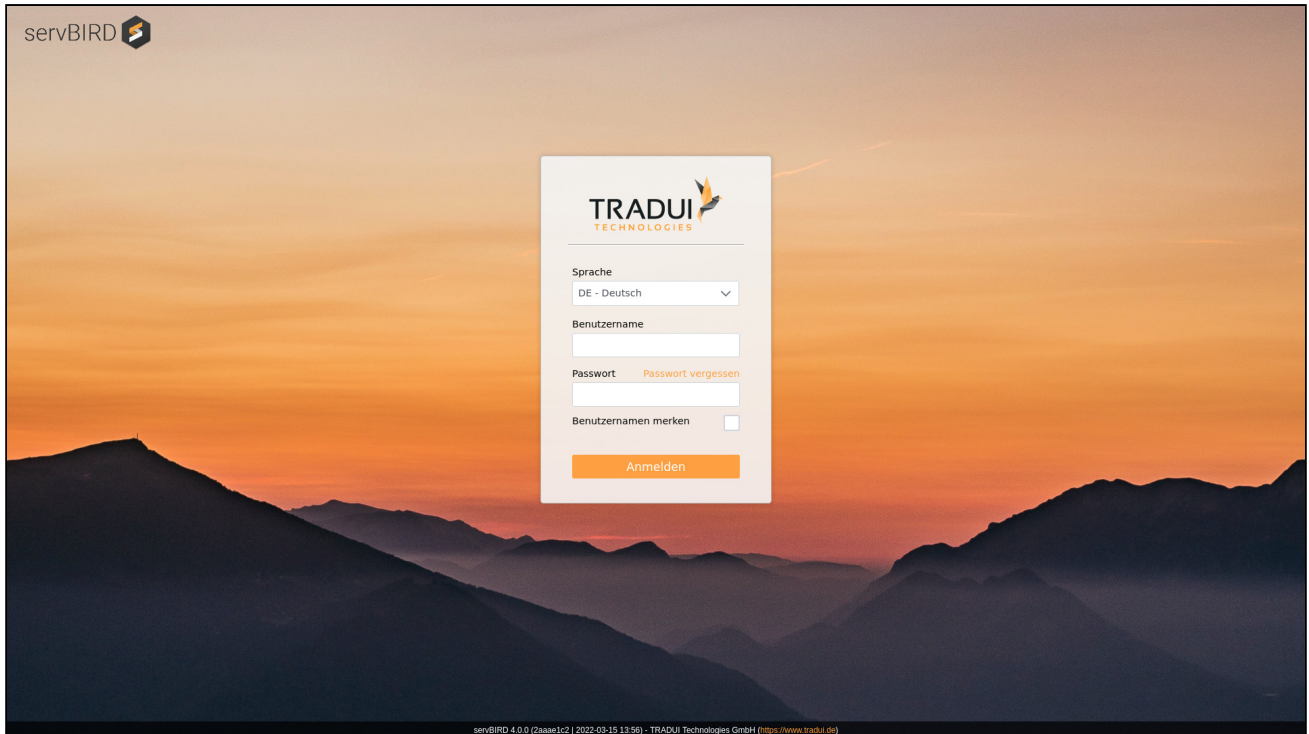 servBIRD
TRADUI
TECHNOLOGIES
Sprache
DE - Deutsch
Benutzername
Passwort Passwort vergessen
Benutzernamen merken
Anmelden
servBIRD 4.0.0 (2aaae1c2 | 2022-03-15 13:56) - TRADUI Technologies GmbH (https://www.tradui.de)